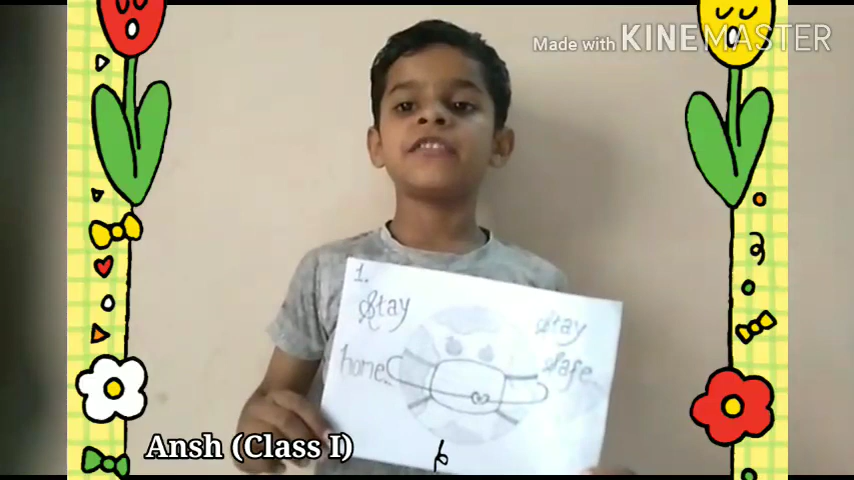 Made with KINEMASTER
1.
Stay
home..
Stay
safe..
Ansh (Class I)